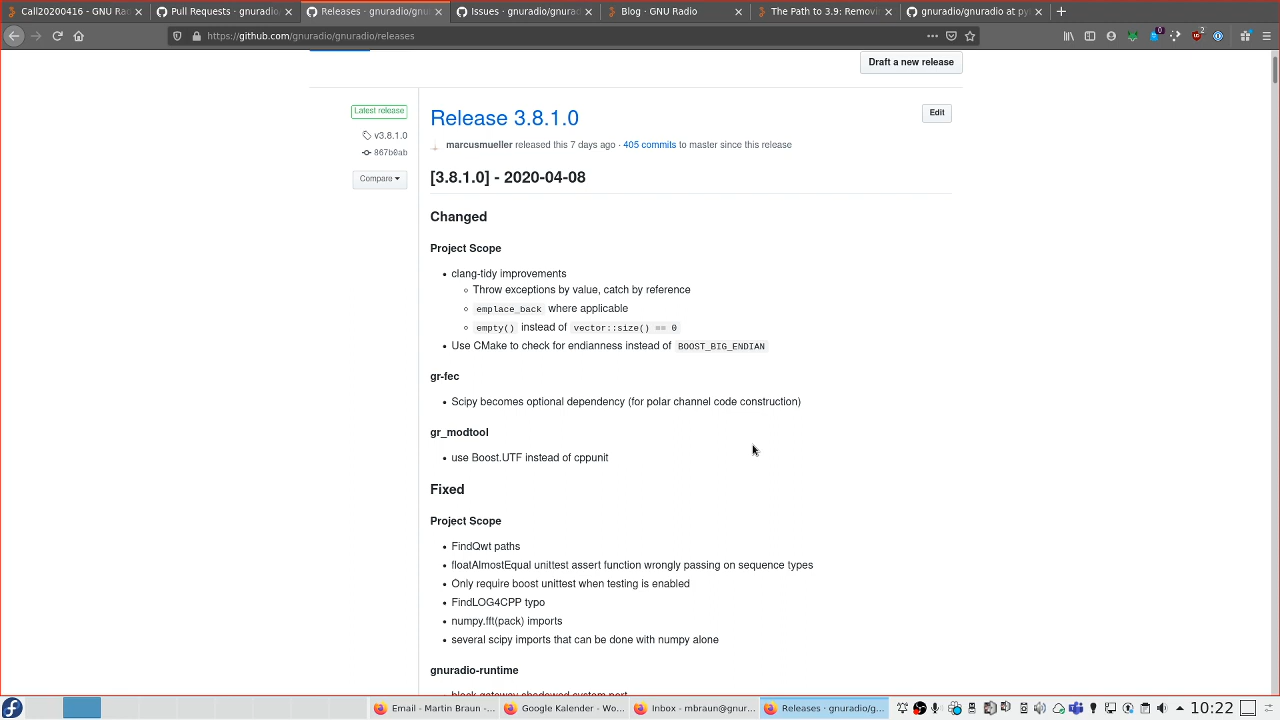 Call20200416 - GNU Ra
Pull Requests - gnuradio
Releases - gnuradio/gnu
Issues - gnuradio/gnurad
Blog - GNU Radio
The Path to 3.9: Removi
gnuradio/gnuradio at py
https://github.com/gnuradio/gnuradio/releases
Draft a new release
Latest release
v3.8.1.0
867b0ab
Compare
Release 3.8.1.0
Edit
marcusmueller released this 7 days ago · 405 commits to master since this release
[3.8.1.0] - 2020-04-08
Changed
Project Scope
clang-tidy improvements
Throw exceptions by value, catch by reference
emplace_back where applicable
empty() instead of vector::size() == 0
Use CMake to check for endianness instead of BOOST_BIG_ENDIAN
gr-fec
Scipy becomes optional dependency (for polar channel code construction)
gr_modtool
use Boost.UTF instead of cppunit
Fixed
Project Scope
FindQwt paths
floatAlmostEqual unittest assert function wrongly passing on sequence types
Only require boost unittest when testing is enabled
FindLOG4CPP typo
numpy.fft(pack) imports
several scipy imports that can be done with numpy alone
gnuradio-runtime
block gateway shadowed system port
Email - Martin Braun -...
Google Kalender - Wo...
Inbox - mbraun@gnur...
Releases - gnuradio/g...
10:22